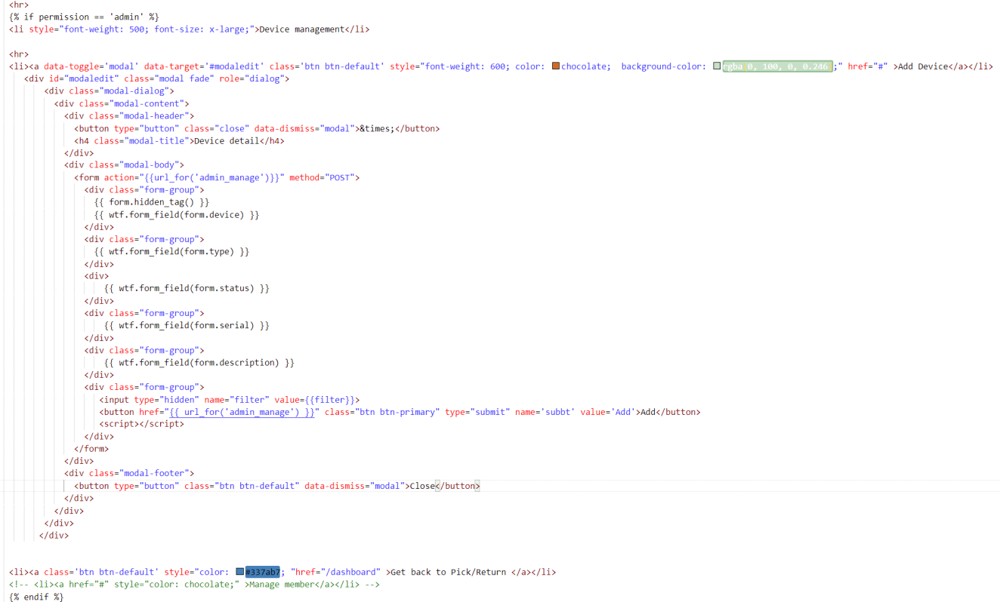 <hr>
{% if permission == 'admin' %}
<li style="font-weight: 500; font-size: x-large;">Device management</li>
<hr>
<li><a data-toggle='modal' data-target='#modaledit' class='btn btn-default' style="font-weight: 600; color: chocolate;  background-color: rgba(0, 100, 0, 0.246);" href="#" >Add Device</a></li>
<div id="modaledit" class="modal fade" role="dialog">
<div class="modal-dialog">
<div class="modal-content">
<div class="modal-header">
<button type="button" class="close" data-dismiss="modal">&times;</button>
<h4 class="modal-title">Device detail</h4>
</div>
<div class="modal-body">
<form action="{{url_for('admin_manage')}}" method="POST">
<div class="form-group">
{{ form.hidden_tag() }}
{{ wtf.form_field(form.device) }}
</div>
<div class="form-group">
{{ wtf.form_field(form.type) }}
</div>
<div>
{{ wtf.form_field(form.status) }}
</div>
<div class="form-group">
{{ wtf.form_field(form.serial) }}
</div>
<div class="form-group">
{{ wtf.form_field(form.description) }}
</div>
<div class="form-group">
<input type="hidden" name="filter" value={{filter}}>
<button href="{{ url_for('admin_manage') }}" class="btn btn-primary" type="submit" name='subbt' value='Add'>Add</button>
<script></script>
</div>
</form>
</div>
<div class="modal-footer">
<button type="button" class="btn btn-default" data-dismiss="modal">Close</button>
</div>
</div>
</div>
</div>
<li><a class='btn btn-default' style="color: #337ab7; "href="/dashboard" >Get back to Pick/Return </a></li>
<!-- <li><a href="#" style="color: chocolate;" >Manage member</a></li> -->
{% endif %}